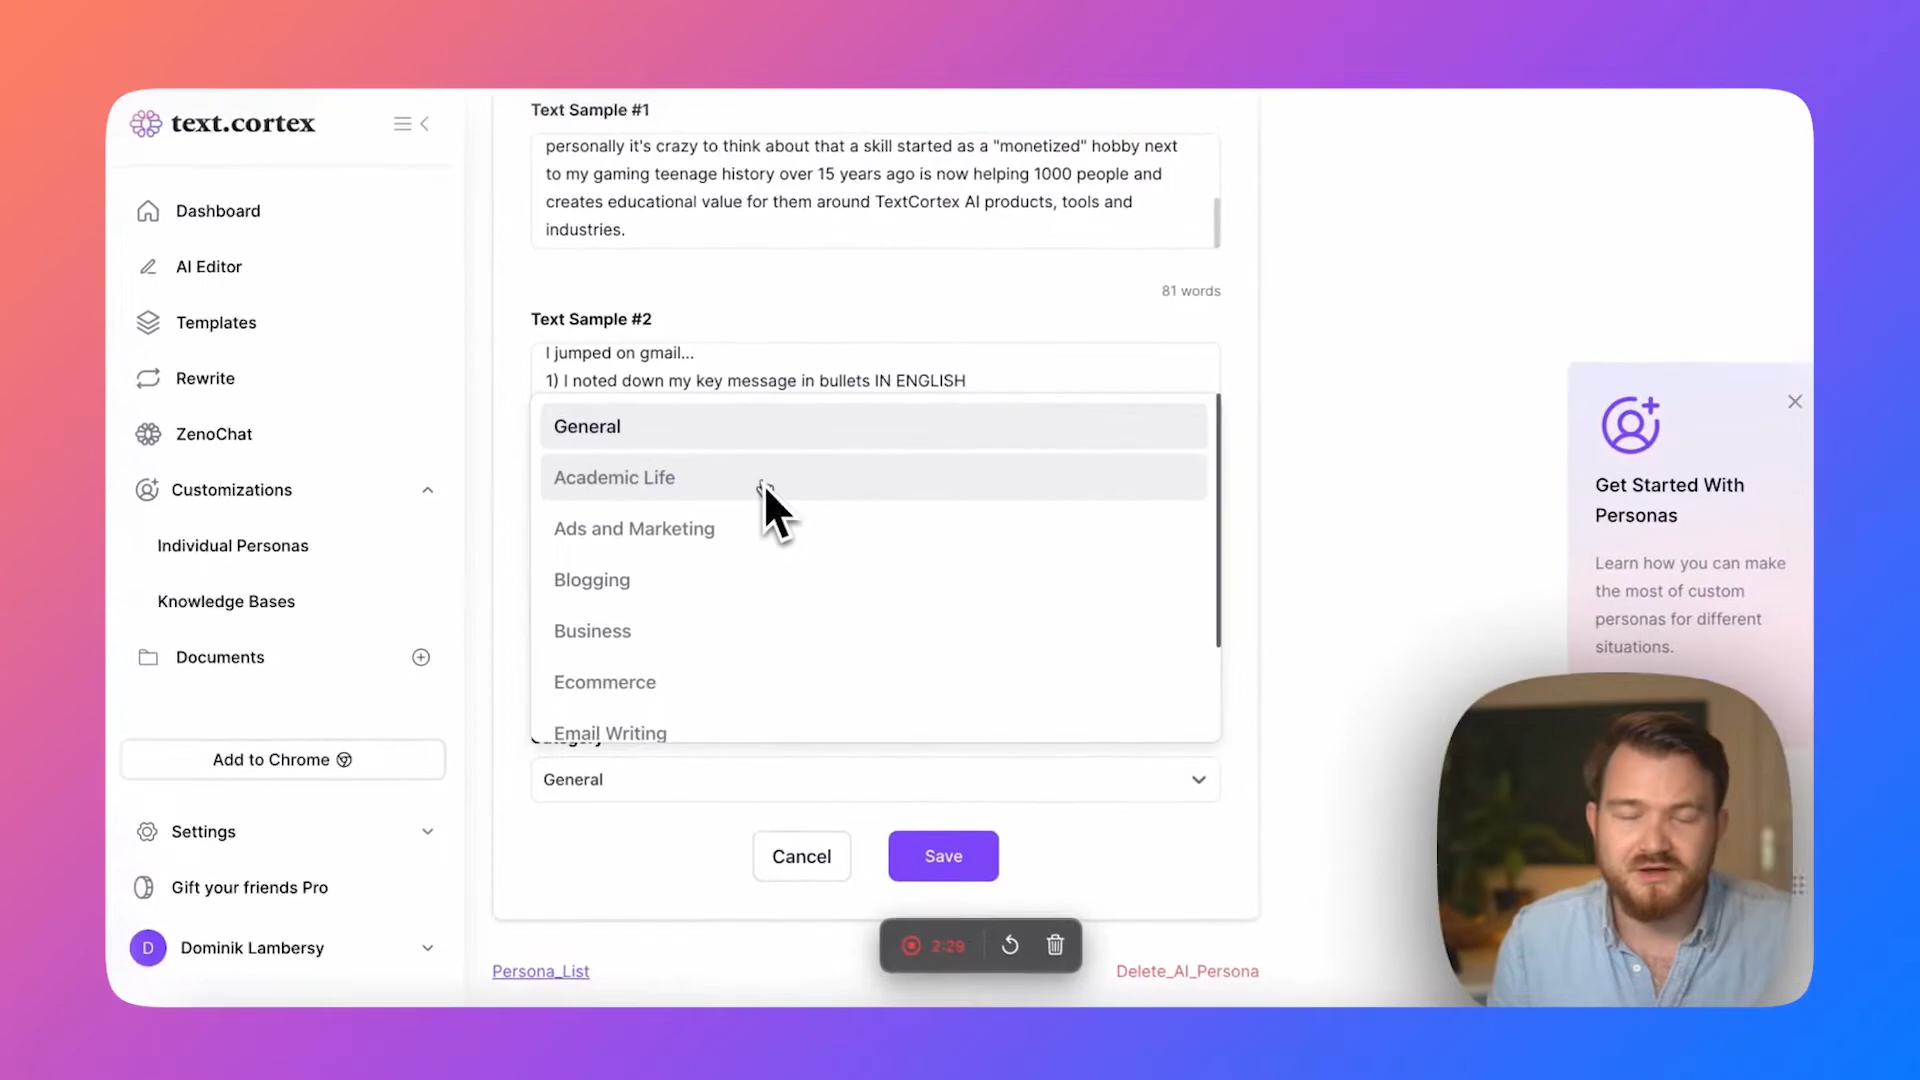 text.cortex
Dashboard
AI Editor
Templates
Rewrite
ZenoChat
Customizations
Individual Personas
Knowledge Bases
Documents
Add to Chrome
Settings
Gift your friends Pro
D
Dominik Lambersy
Text Sample #1
personally it's crazy to think about that a skill started as a "monetized" hobby next
to my gaming teenage history over 15 years ago is now helping 1000 people and
creates educational value for them around TextCortex AI products, tools and
industries.
81 words
Text Sample #2
I jumped on gmail...
1) I noted down my key message in bullets IN ENGLISH
General
Academic Life
Ads and Marketing
Blogging
Business
Ecommerce
Email Writing
General
Cancel
Save
2:29
Persona_List
Delete_AI_Persona
Get Started With
Personas
Learn how you can make
the most of custom
personas for different
situations.